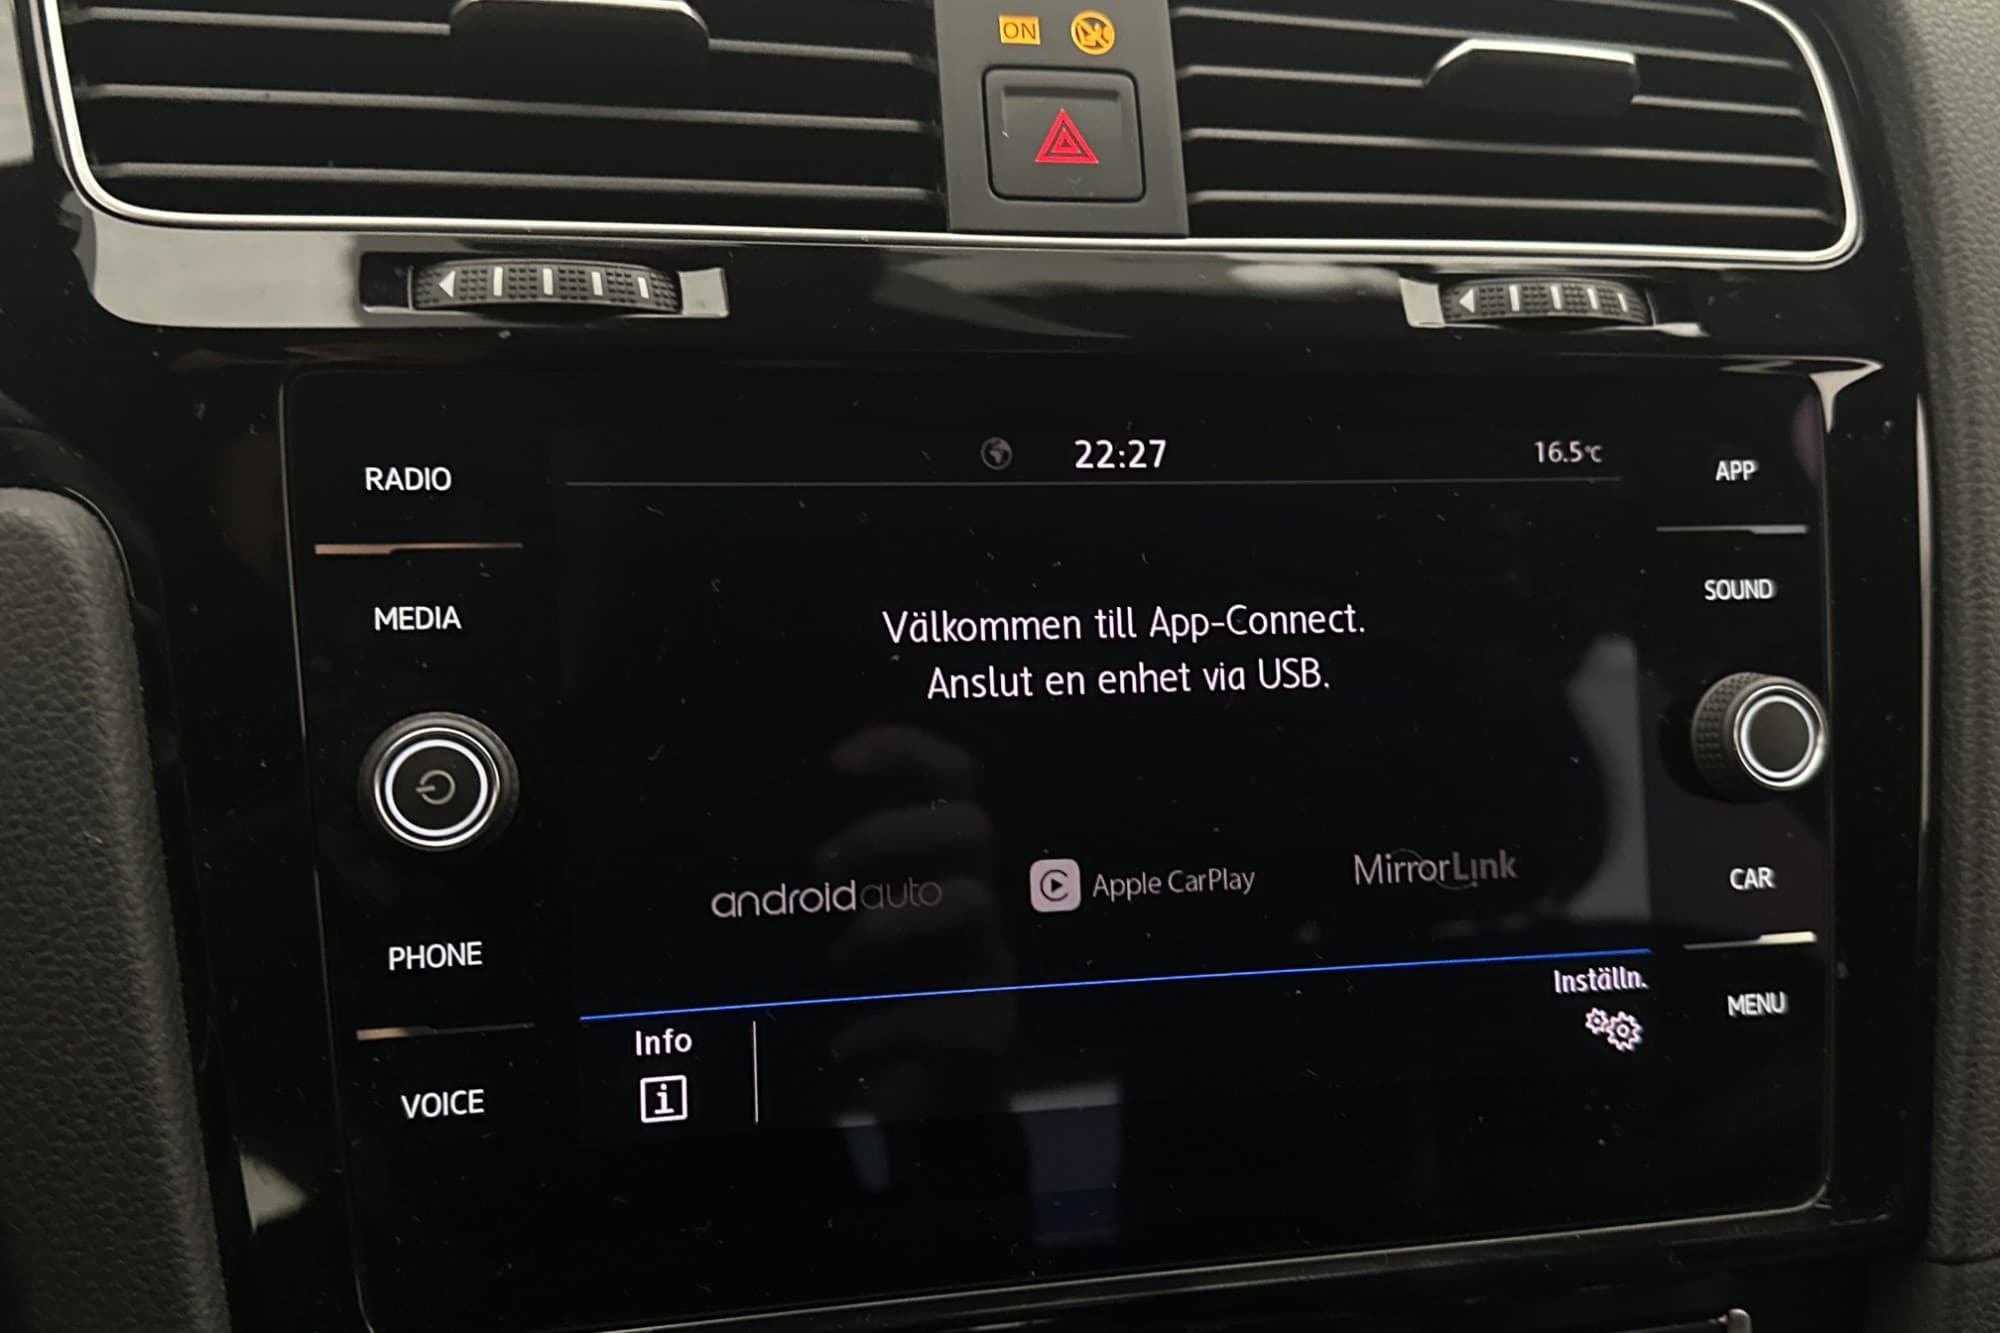 ON
RADIO
MEDIA
PHONE
VOICE
22:27
16.5°C
Välkommen till App-Connect.
Anslut en enhet via USB.
androidauto
Apple CarPlay
MirrorLink
Info
i
Inställn.
APP
SOUND
CAR
MENU